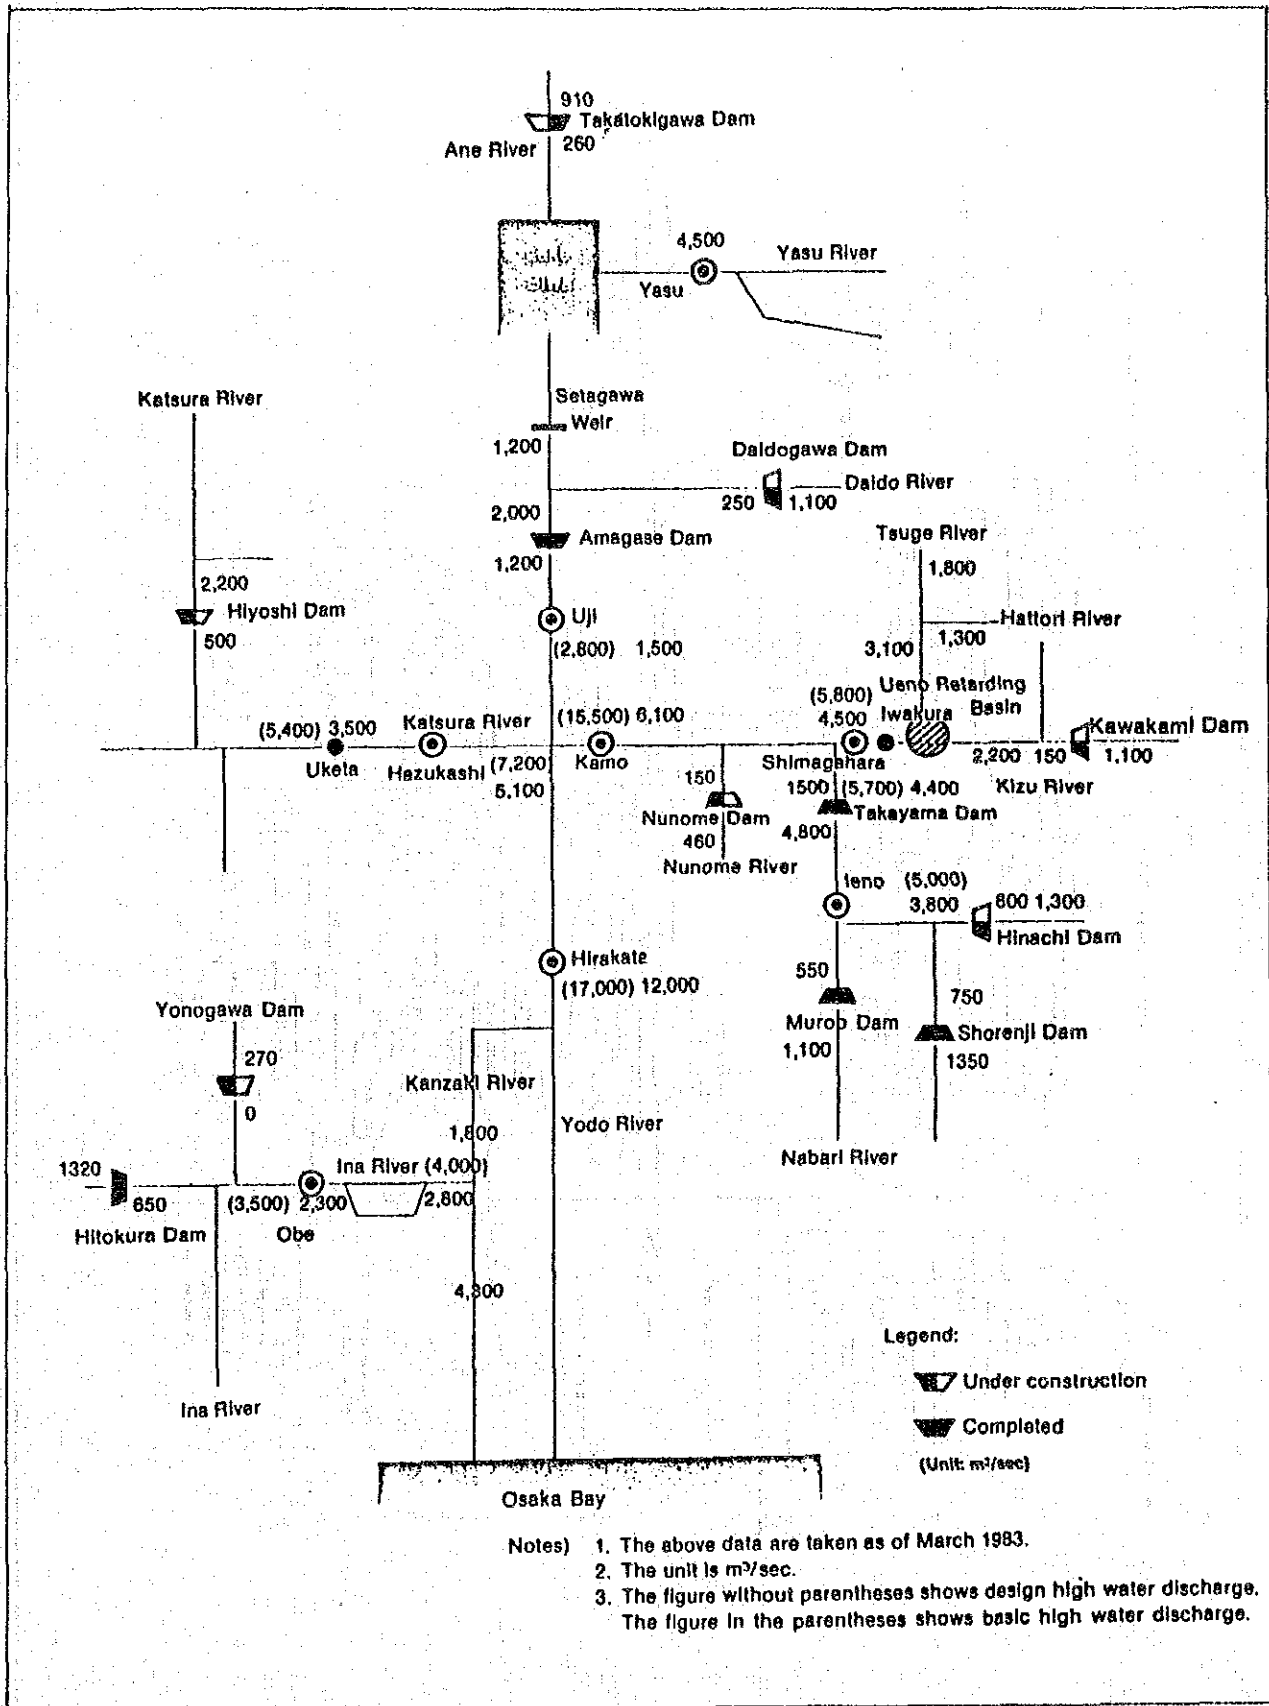 910
Takatokigawa Dam
Ane River
260
4,500
Yasu River
Yasu
Katsura River
Setagawa
Weir
1,200
Daidogawa Dam
Daido River
250
1,100
2,000
Amagase Dam
1,200
Tsuge River
1,800
2,200
Hiyoshi Dam
500
Uji
(2,800) 1,500
Hattori River
1,300
3,100
(5,800)
4,500
Ueno Retarding
Basin
Iwakura
(5,400) 3,500
Katsura River
(15,500) 6,100
Kawakami Dam
Uketa
Hazukashi
(7,200)
5,100
Kamo
Shimagahara
2,200
150
1,100
Kizu River
150
1500
(5,700) 4,400
Nunome Dam
Takayama Dam
460
4,800
Nunome River
Ieno
(5,000)
3,800
800 1,300
Hinachi Dam
Hirakate
(17,000) 12,000
550
750
Yonogawa Dam
Muroo Dam
Shorenji Dam
1,100
1350
270
Kanzaki River
0
Yodo River
1,800
Nabari River
1320
Ina River (4,000)
650
(3,500) 2,300
2,800
Hitokura Dam
Obe
4,300
Legend:
Under construction
Ina River
Completed
(Unit: m³/sec)
Osaka Bay
Notes) 1. The above data are taken as of March 1983.
2. The unit is m³/sec.
3. The figure without parentheses shows design high water discharge.
The figure in the parentheses shows basic high water discharge.